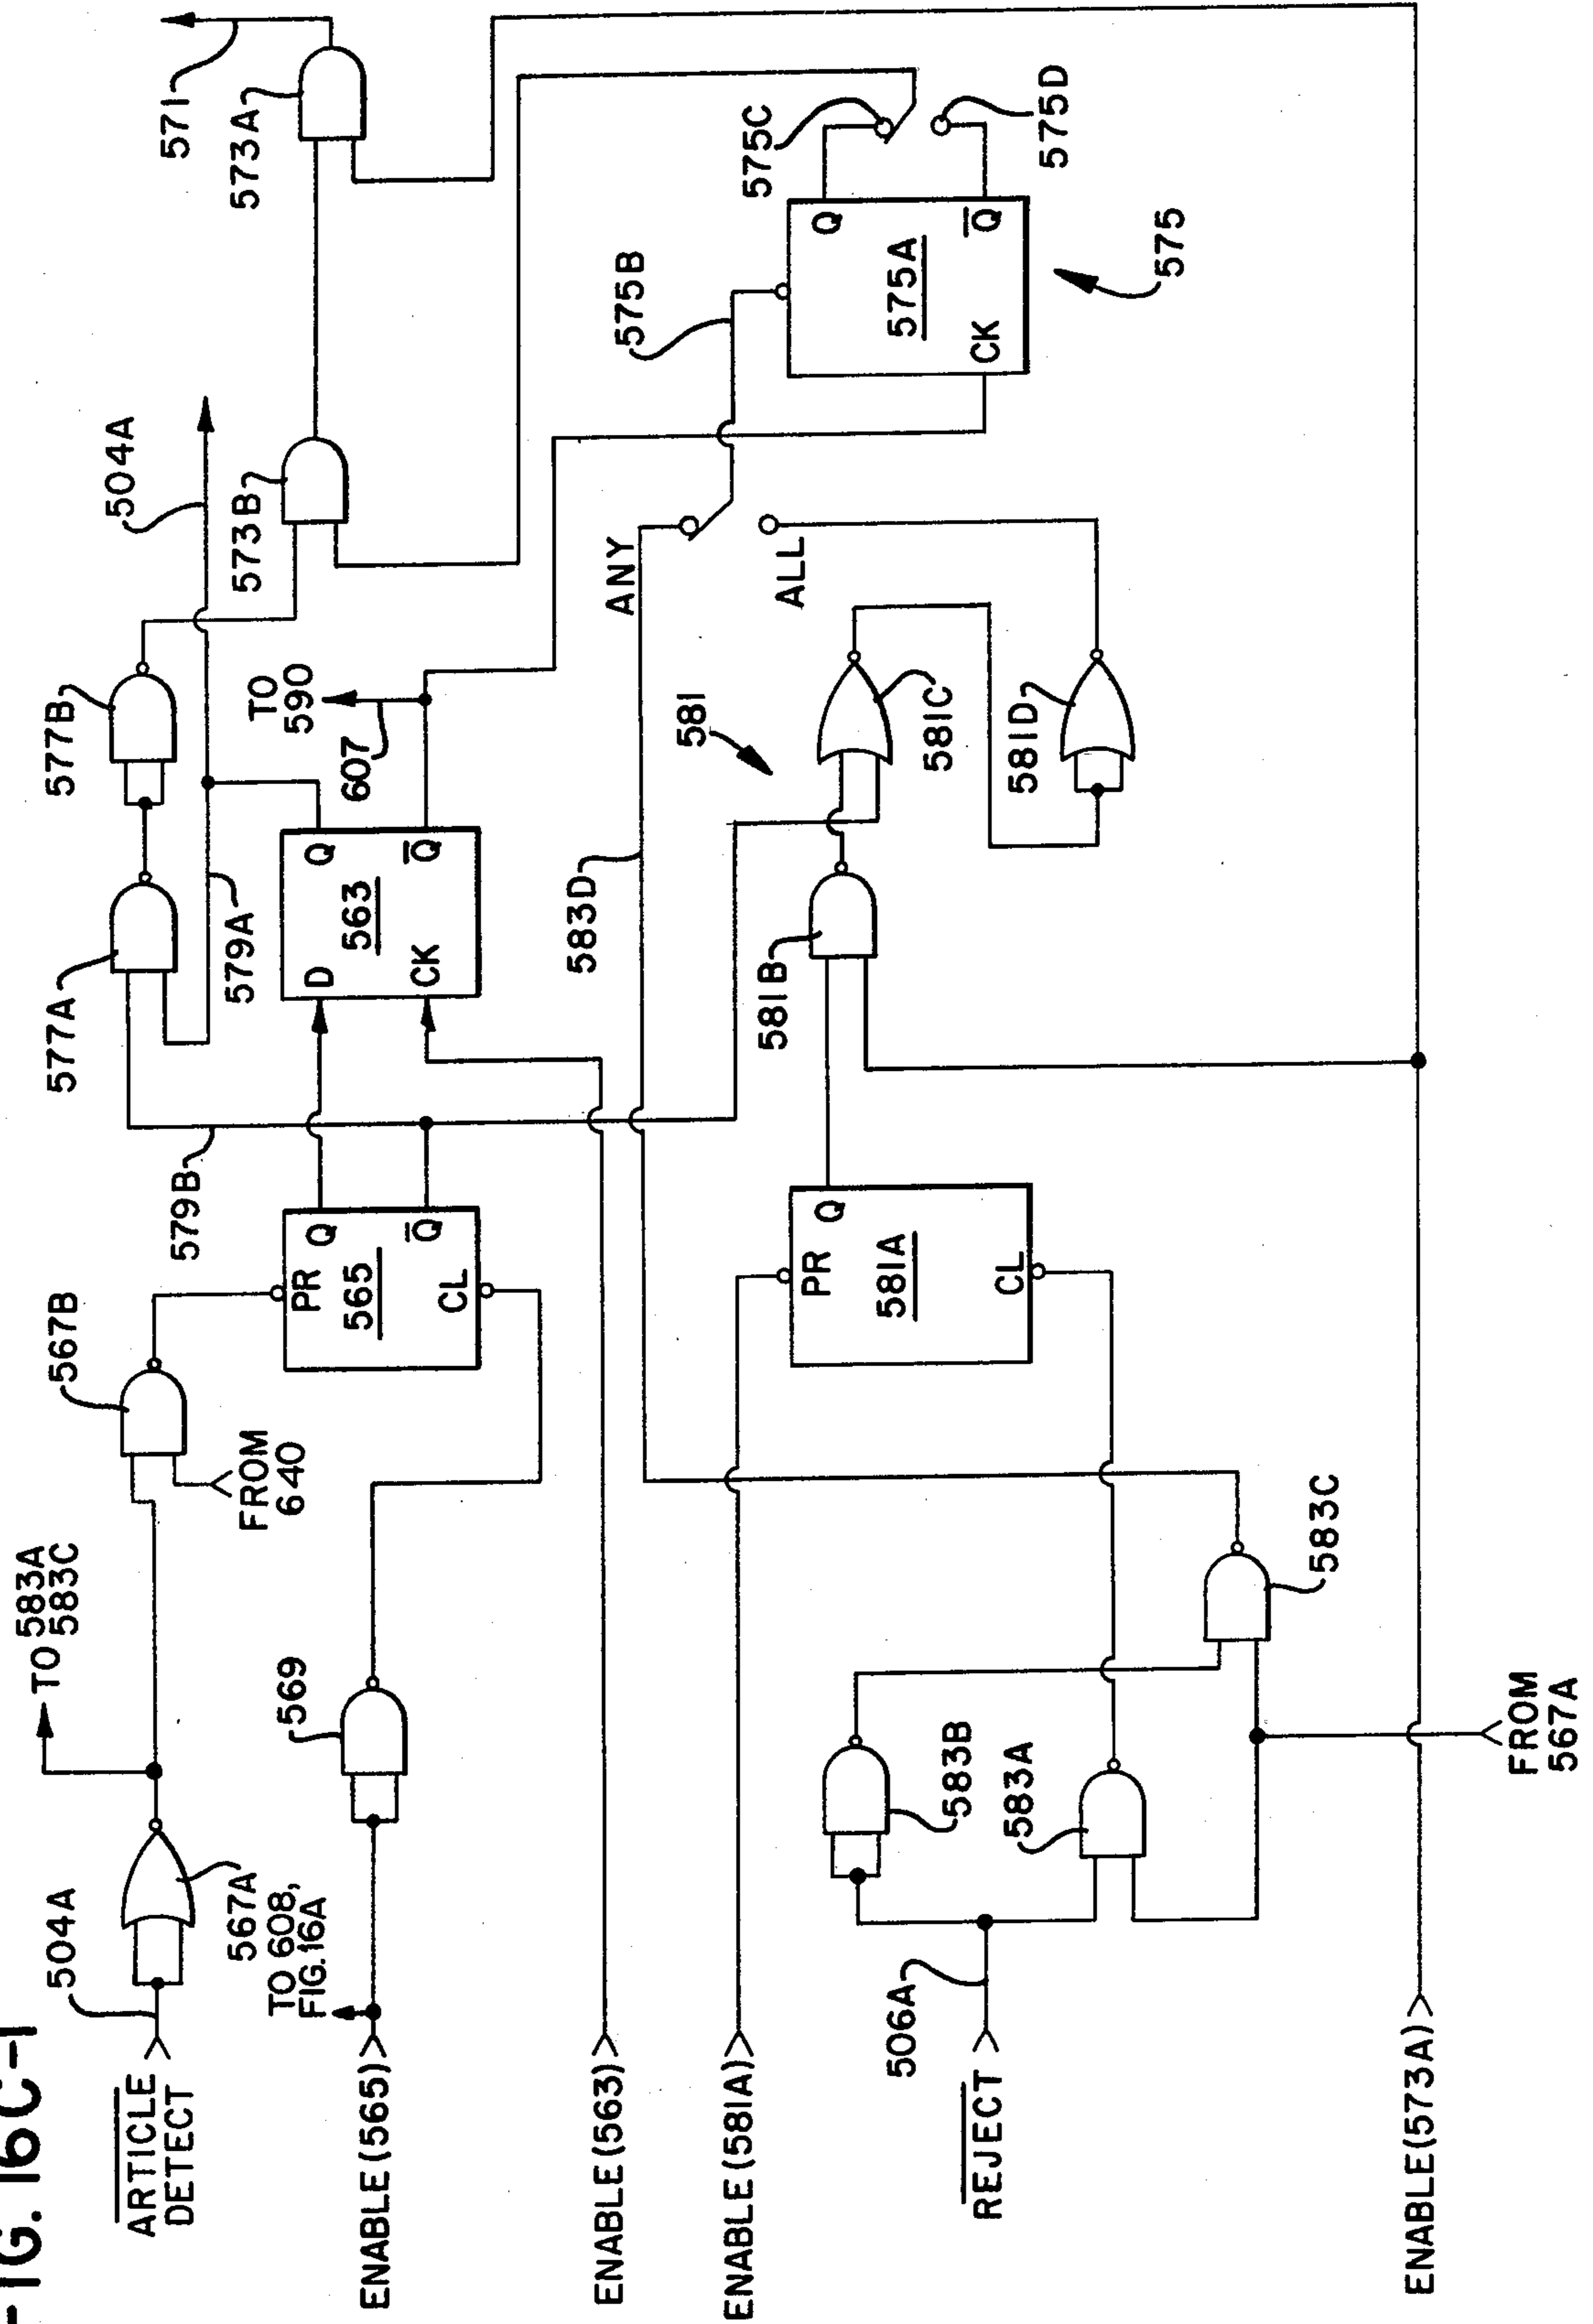 FIG. 16C-1
ARTICLE
DETECT
504A
567A
TO 583A
583C
567B
FROM
640
ENABLE (565)
TO 608,
FIG. 16A
569
PR
565
CL
Q
Q
579B
577A
577B
579A
504A
D
563
CK
Q
Q
TO
590
607
573B
573A
571
ENABLE (563)
583D
ANY
ALL
575B
575C
575D
Q
575A
Q
CK
575
ENABLE (581A)
PR
581A
CL
Q
581B
581
581C
581D
REJECT
506A
583B
583A
583C
FROM
567A
ENABLE (573A)